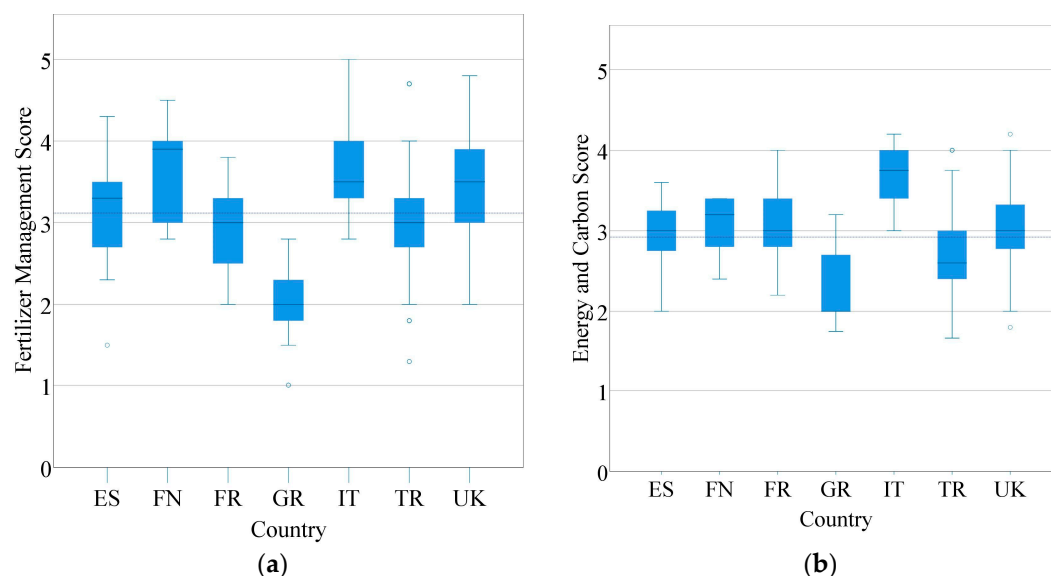 Fertilizer Management Score
5
4
3
2
1
0
ES FN FR GR IT TR UK
Country
(a)
Energy and Carbon Score
5
4
3
2
1
0
ES FN FR GR IT TR UK
Country
(b)